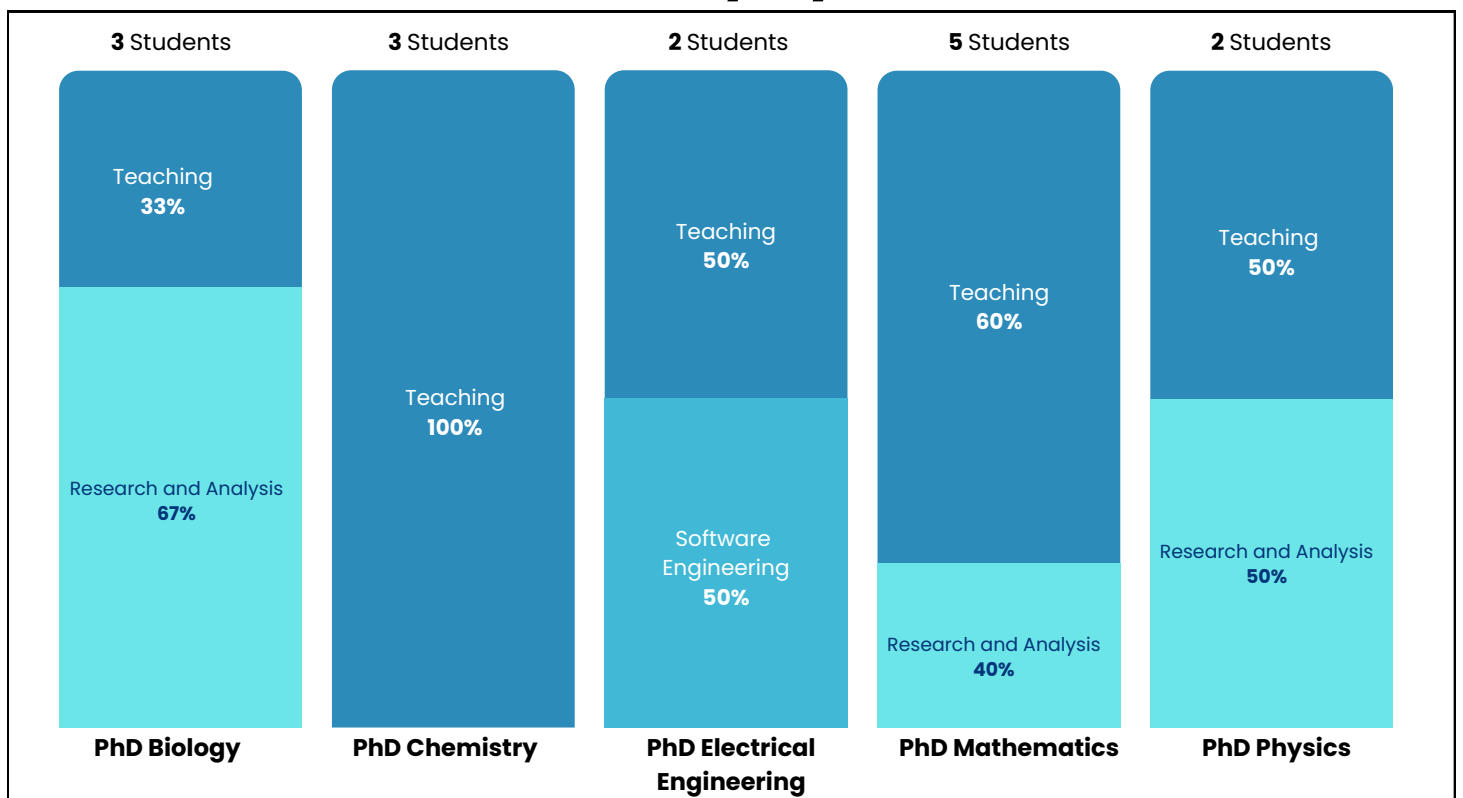 3 Students
3 Students
2 Students
5 Students
2 Students
Teaching
33%
Research and Analysis
67%
PhD Biology
Teaching
100%
PhD Chemistry
Teaching
50%
Software
Engineering
50%
PhD Electrical
Engineering
Teaching
60%
Research and Analysis
40%
PhD Mathematics
Teaching
50%
Research and Analysis
50%
PhD Physics